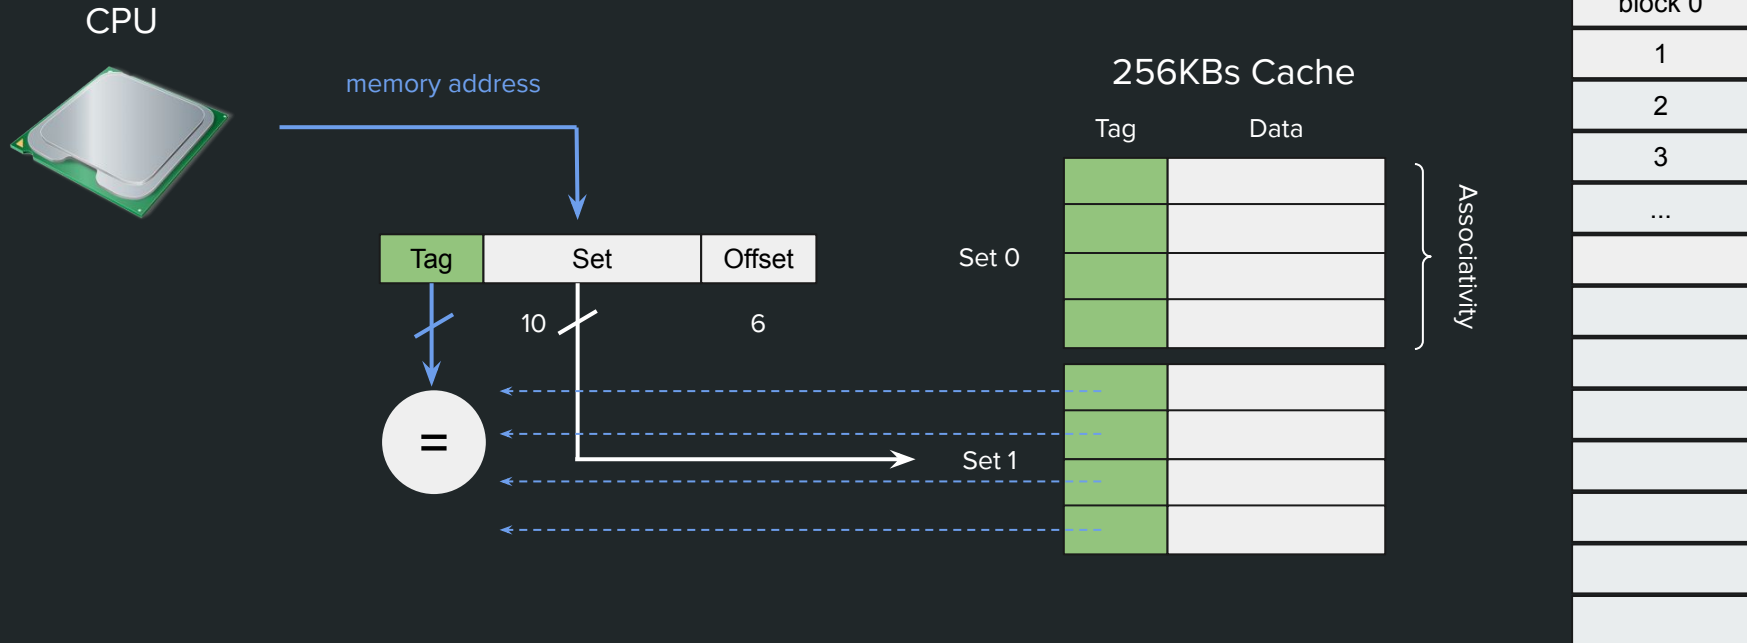 CPU
memory address
Tag
Set
Offset
10
6
=
256KBs Cache
Tag
Data
Set 0
Set 1
Associativity
block 0
1
2
3
...